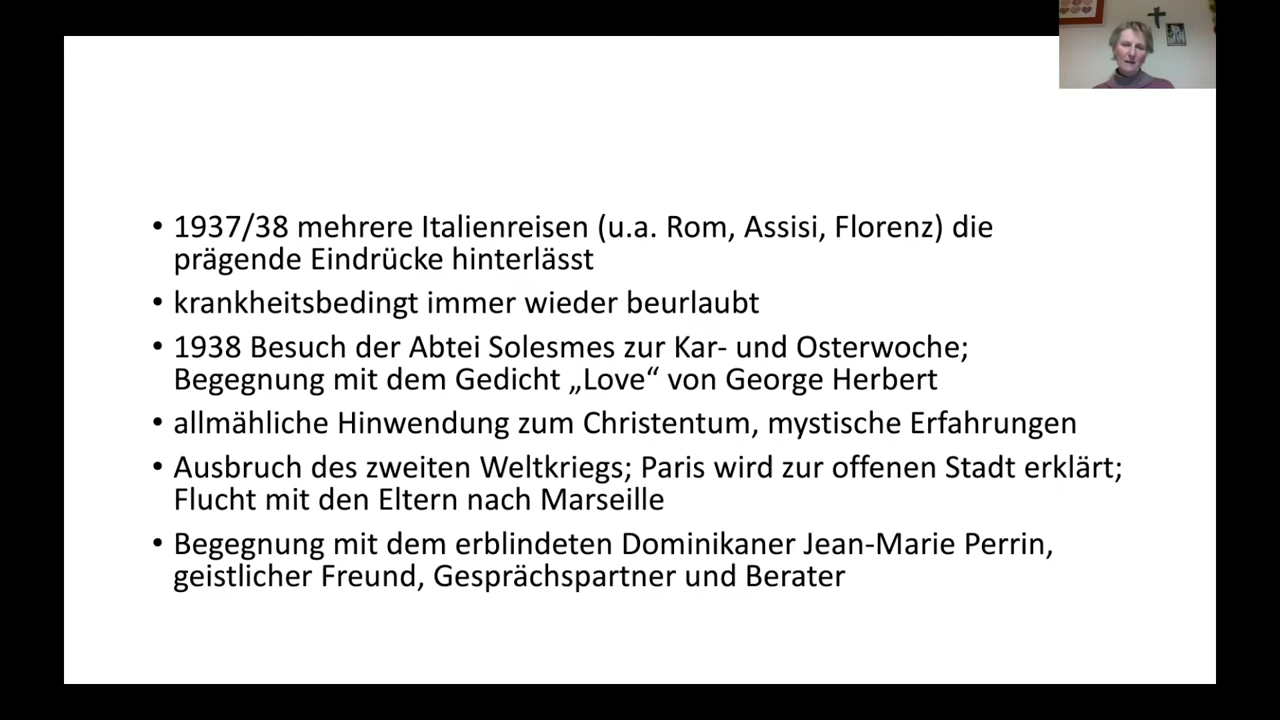 • 1937/38 mehrere Italienreisen (u.a. Rom, Assisi, Florenz) die
prägende Eindrücke hinterlässt
• krankheitsbedingt immer wieder beurlaubt
• 1938 Besuch der Abtei Solesmes zur Kar- und Osterwoche;
Begegnung mit dem Gedicht „Love“ von George Herbert
• allmähliche Hinwendung zum Christentum, mystische Erfahrungen
• Ausbruch des zweiten Weltkriegs; Paris wird zur offenen Stadt erklärt;
Flucht mit den Eltern nach Marseille
• Begegnung mit dem erblindeten Dominikaner Jean-Marie Perrin,
geistlicher Freund, Gesprächspartner und Berater